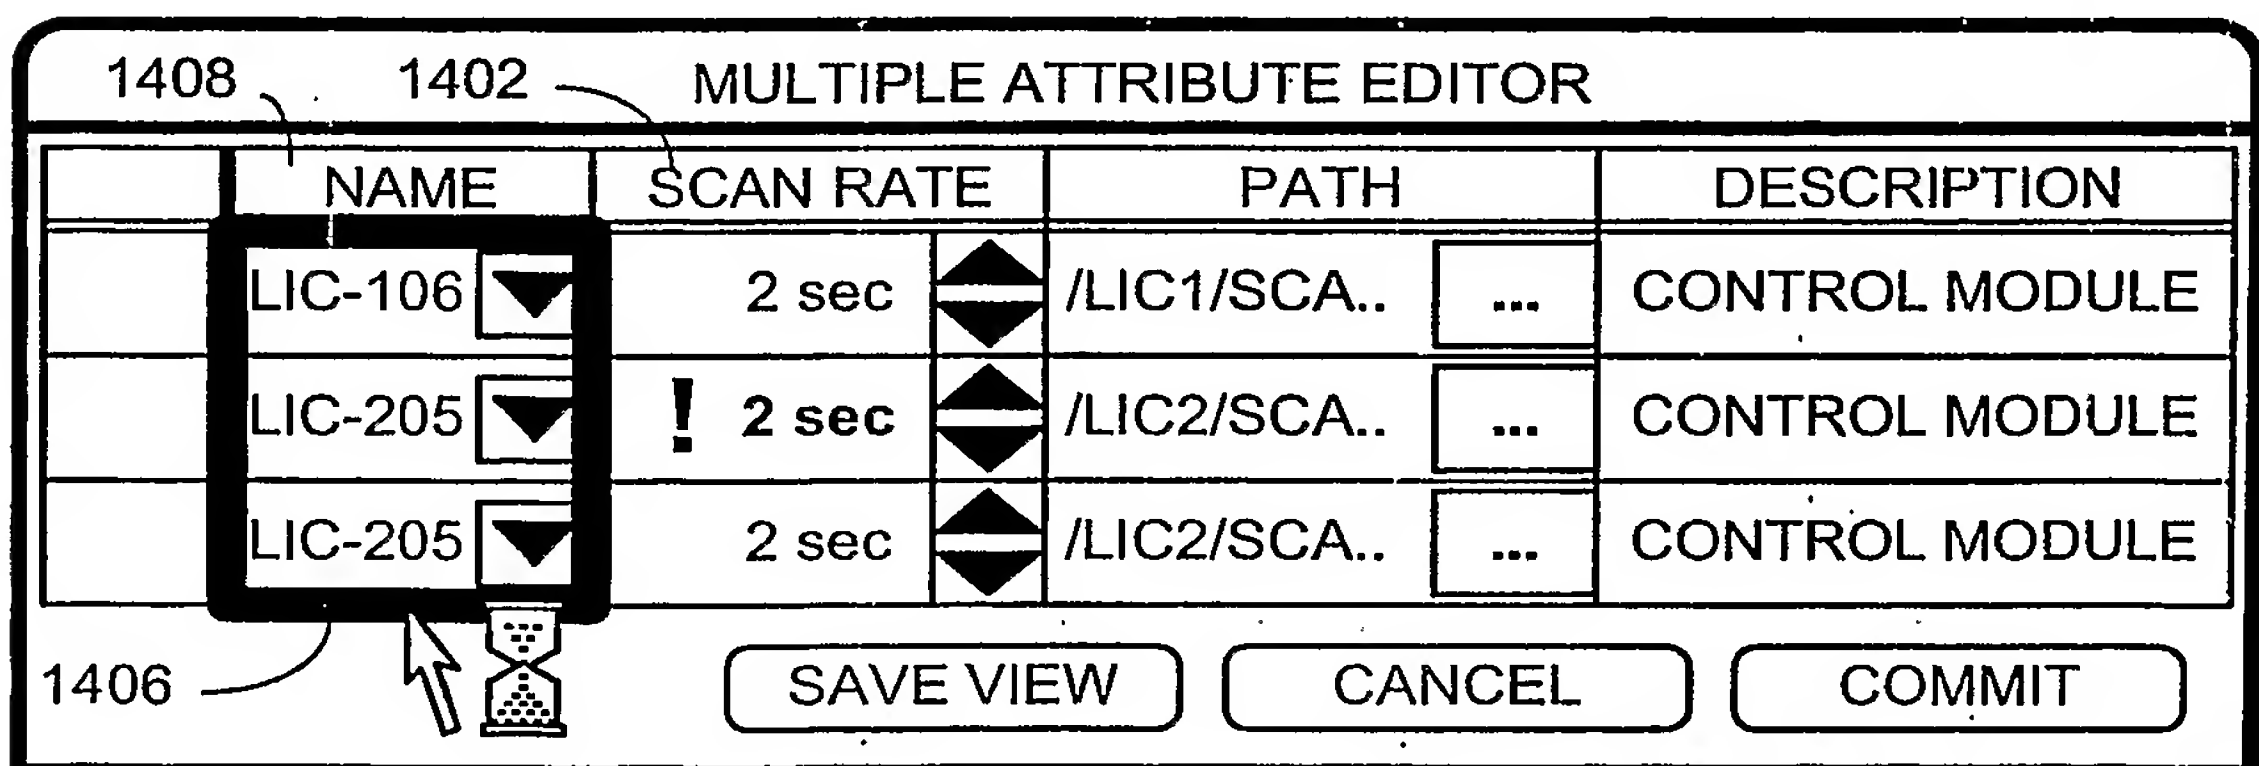 1408 1402 MULTIPLE ATTRIBUTE EDITOR
NAME SCAN RATE PATH DESCRIPTION
LIC-106 2 sec /LIC1/SCA.. ... CONTROL MODULE
LIC-205 ! 2 sec /LIC2/SCA.. ... CONTROL MODULE
LIC-205 2 sec /LIC2/SCA.. ... CONTROL MODULE
1406 SAVE VIEW CANCEL COMMIT